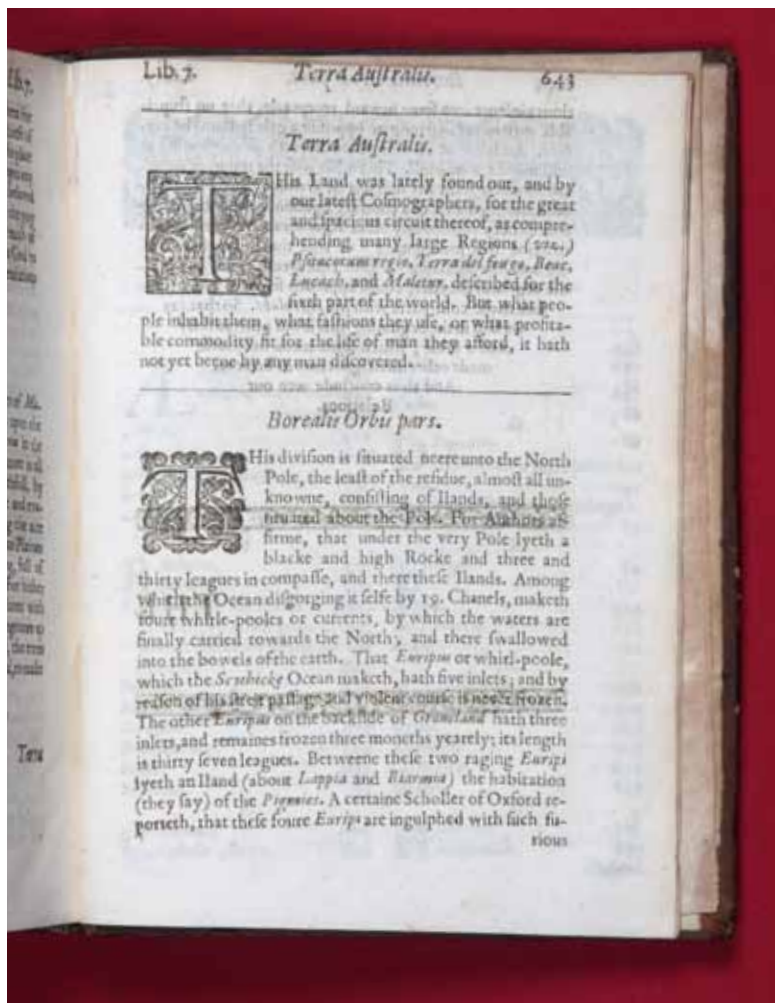 Lib. 7. Terra Auſtralis. 643
Terra Auſtralis.
THis Land was lately found out, and by
our lateſt Coſmographers, for the great
and ſpacious circuit thereof, as compre-
hending many large Regions (viz.)
Pſitacorum regio, Terra del fuego, Beac,
Lucach, and Maletur, deſcribed for the
ſixth part of the world. But what peo-
ple inhabit them, what faſhions they uſe, or what profita-
ble commodity fit for the life of man they afford, it hath
not yet beene by any man diſcovered.
Borealis Orbis pars.
THis diviſion is ſituated neere unto the North
Pole, the leaſt of the reſidue, almoſt all un-
knowne, conſiſting of Ilands, and thoſe
ſituated about the Pole. For Authors af-
firme, that under the very Pole lyeth a
blacke and high Rocke and three and
thirty leagues in compaſſe, and there theſe Ilands. Among
which the Ocean diſgorging it ſelfe by 19. Chanels, maketh
foure whirle-pooles or currents, by which the waters are
finally carried towards the North, and there ſwallowed
into the bowels of the earth. That Euripus or whirl-poole,
which the Ocean maketh, hath five inlets; and by
reaſon of his ſtreit paſſage and violent courſe is never frozen.
The other Euripus on the backſide of Gronland hath three
inlets, and remaines frozen three moneths yearely; its length
is thirty ſeven leagues. Betweene theſe two raging Euripi
lyeth an Iland (about Lappia and Biarmia) the habitation
(they ſay) of the Pigmies. A certaine Scholler of Oxford re-
porteth, that theſe foure Euripi are ingulphed with ſuch fu-
rious